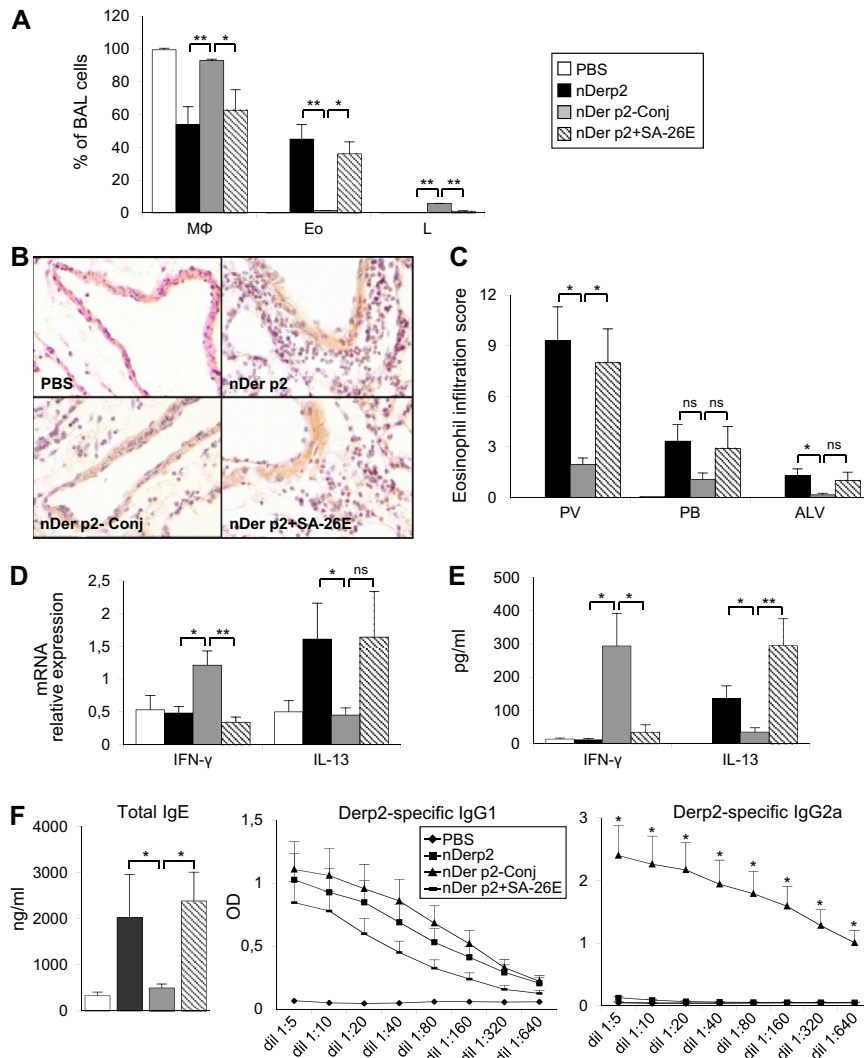 A
% of BAL cells
120
100
80
60
40
20
0
** *
** *
** **
MΦ Eo L
PBS
nDerp2
nDer p2-Conj
nDer p2+SA-26E
B
PBS
nDer p2
nDer p2- Conj
nDer p2+SA-26E
C
Eosinophil infiltration score
12
9
6
3
0
* *
ns ns
* ns
PV PB ALV
D
mRNA
relative expression
2,5
2
1,5
1
0,5
0
* **
* ns
IFN-γ IL-13
E
pg/ml
500
400
300
200
100
0
* *
* **
IFN-γ IL-13
F
Total IgE
ng/ml
4000
3000
2000
1000
0
* *
Derp2-specific IgG1
OD
1,5
1
0,5
0
PBS
nDerp2
nDer p2-Conj
nDer p2+SA-26E
dil 1:5 dil 1:10 dil 1:20 dil 1:40 dil 1:80 dil 1:160 dil 1:320 dil 1:640
Derp2-specific IgG2a
3
2
1
0
* * * * * * * *
dil 1:5 dil 1:10 dil 1:20 dil 1:40 dil 1:80 dil 1:160 dil 1:320 dil 1:640